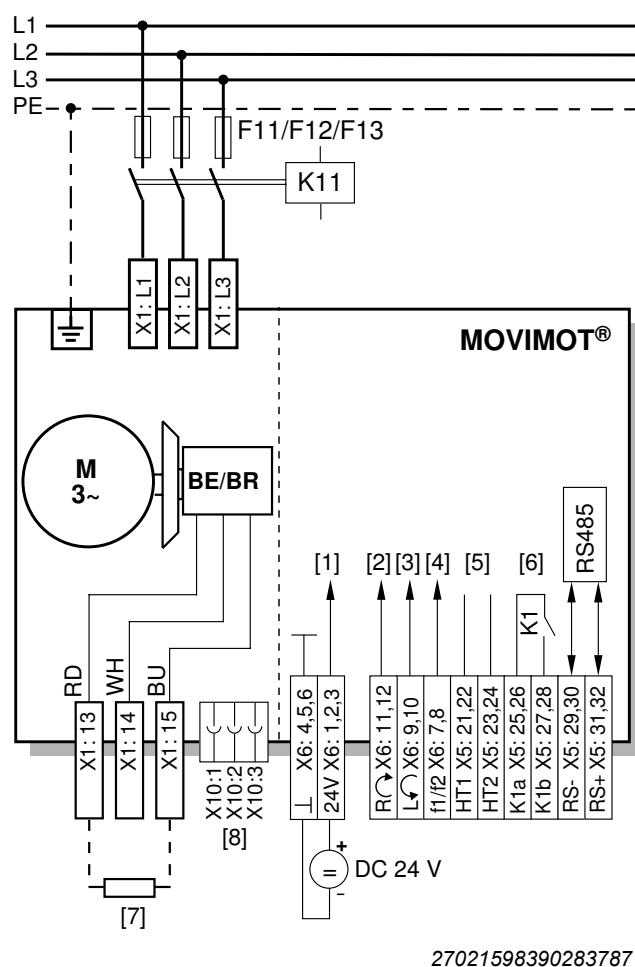 L1
L2
L3
PE
F11/F12/F13
K11
X1: L1
X1: L2
X1: L3
MOVIMOT®
M
3~
BE/BR
RS485
[1]
[2]
[3]
[4]
[5]
[6]
K1
RD
WH
BU
X1: 13
X1: 14
X1: 15
X10:1
X10:2
X10:3
[8]
⊥ X6: 4,5,6
24V X6: 1,2,3
R X6: 11,12
L X6: 9,10
f1/f2 X6: 7,8
HT1 X5: 21,22
HT2 X5: 23,24
K1a X5: 25,26
K1b X5: 27,28
RS- X5: 29,30
RS+ X5: 31,32
+
=
-
DC 24 V
[7]
27021598390283787